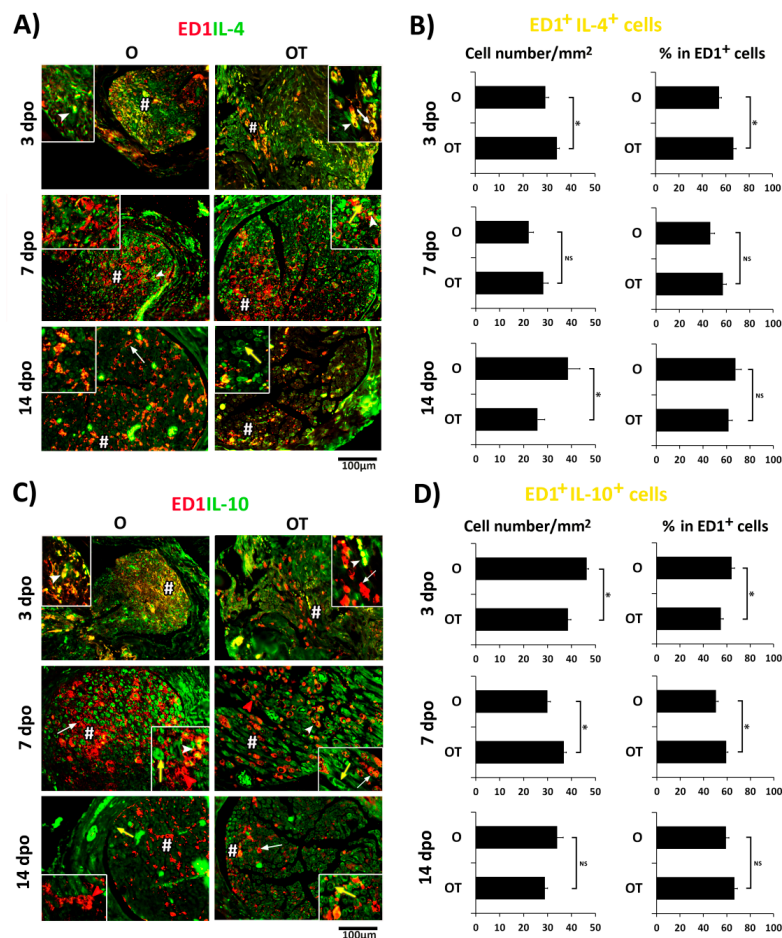 A)
ED1IL-4
O
OT
3 dpo
#
#
7 dpo
#
#
14 dpo
#
#
100µm
B)
ED1+ IL-4+ cells
Cell number/mm2
% in ED1+ cells
3 dpo
O
OT
*
0 10 20 30 40 50
O
OT
*
0 20 40 60 80 100
7 dpo
O
OT
NS
0 10 20 30 40 50
O
OT
NS
0 20 40 60 80 100
14 dpo
O
OT
*
0 10 20 30 40 50
O
OT
NS
0 20 40 60 80 100
C)
ED1IL-10
O
OT
3 dpo
#
#
7 dpo
#
#
14 dpo
#
#
100µm
D)
ED1+ IL-10+ cells
Cell number/mm2
% in ED1+ cells
3 dpo
O
OT
*
0 10 20 30 40 50
O
OT
*
0 20 40 60 80 100
7 dpo
O
OT
*
0 10 20 30 40 50
O
OT
*
0 20 40 60 80 100
14 dpo
O
OT
NS
0 10 20 30 40 50
O
OT
NS
0 20 40 60 80 100